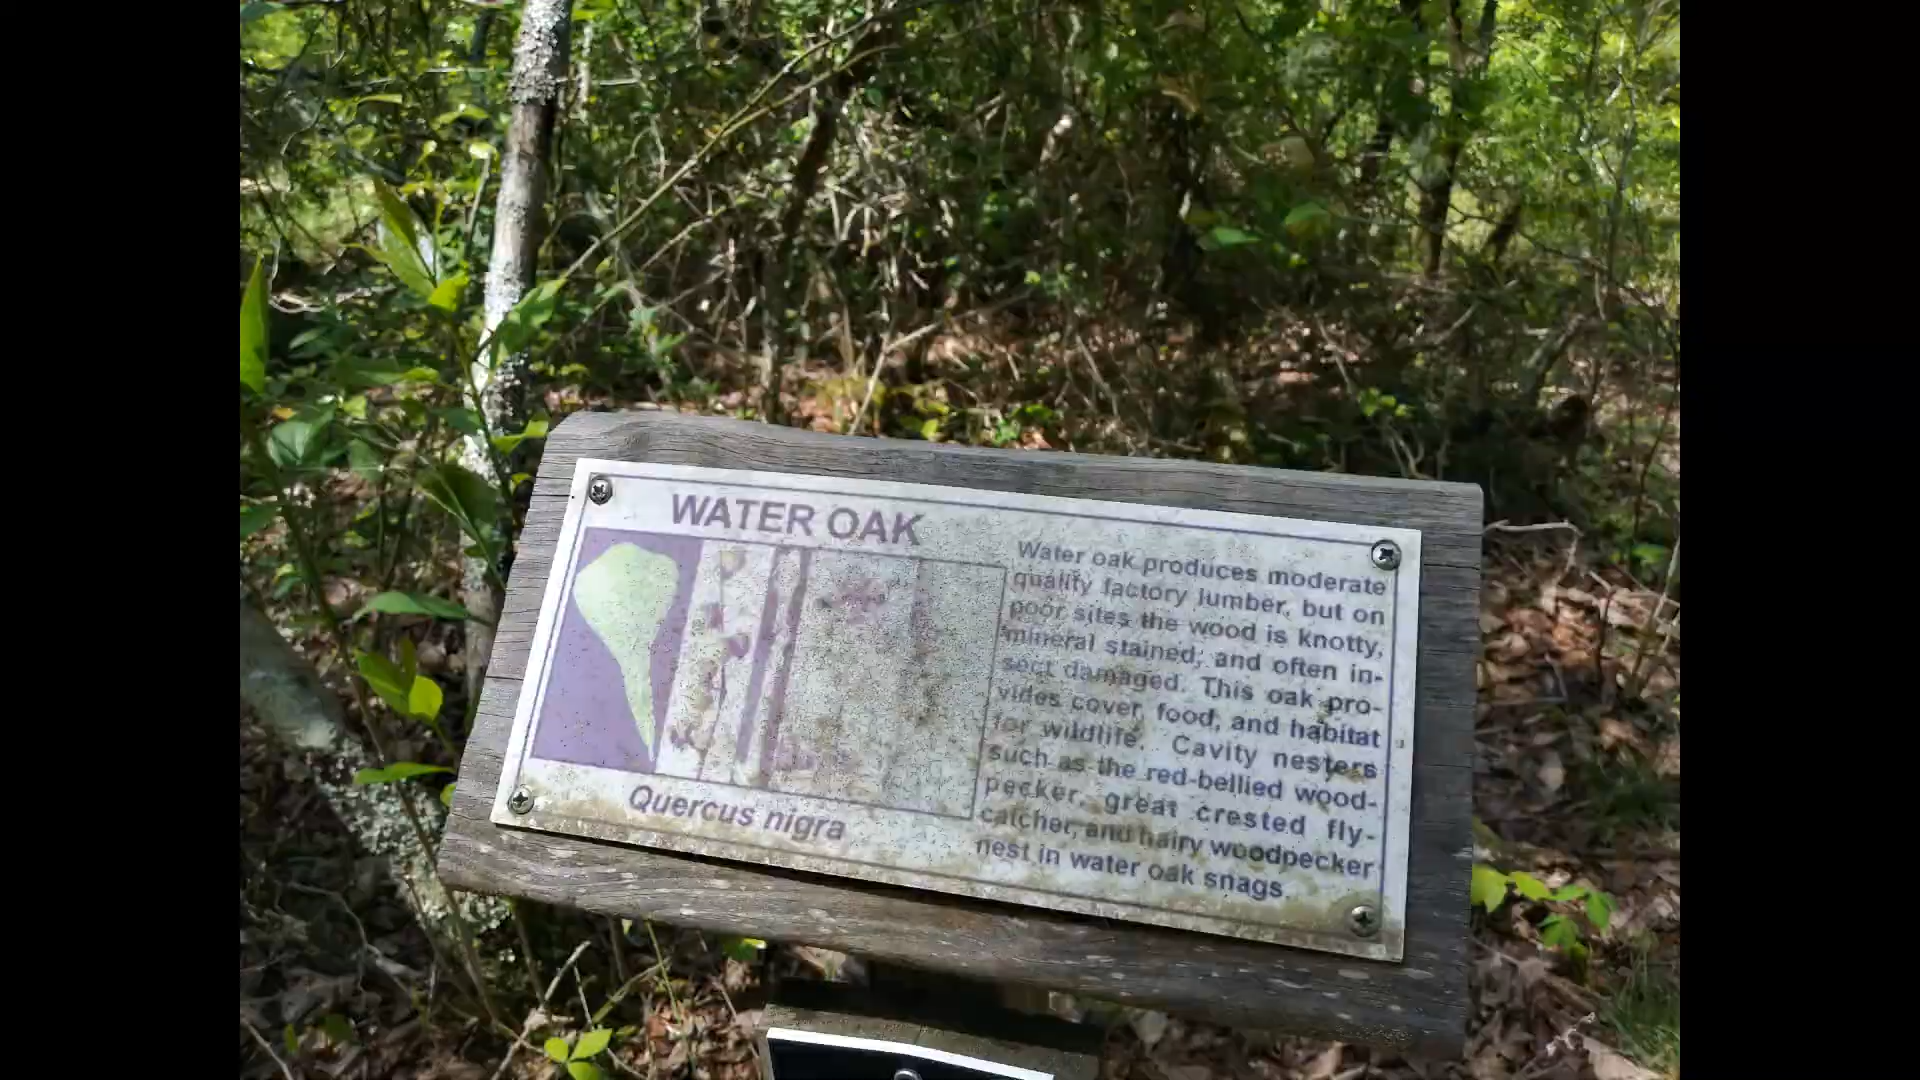 WATER OAK
Quercus nigra
Water oak produces moderate
quality factory lumber, but on
poor sites the wood is knotty,
mineral stained, and often in-
sect damaged. This oak pro-
vides cover, food, and habitat
for wildlife. Cavity nesters
such as the red-bellied wood-
pecker, great crested fly-
catcher, and hairy woodpecker
nest in water oak snags.